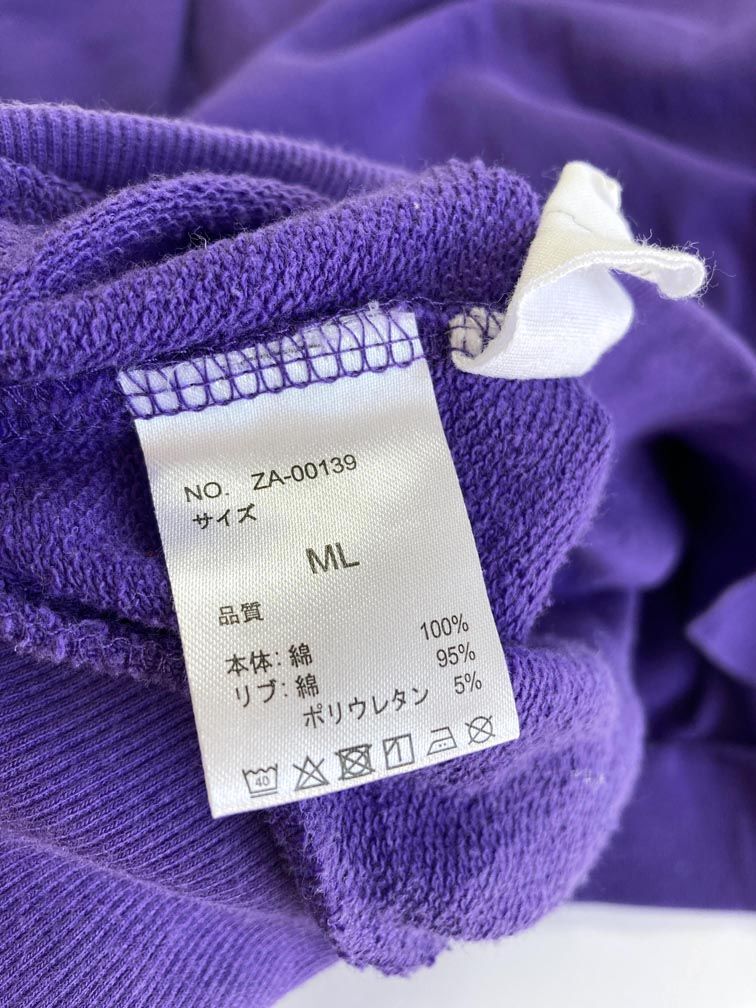 NO. ZA-00139
サイズ
ML
品質
本体: 綿 100%
リブ: 綿 95%
ポリウレタン 5%
40